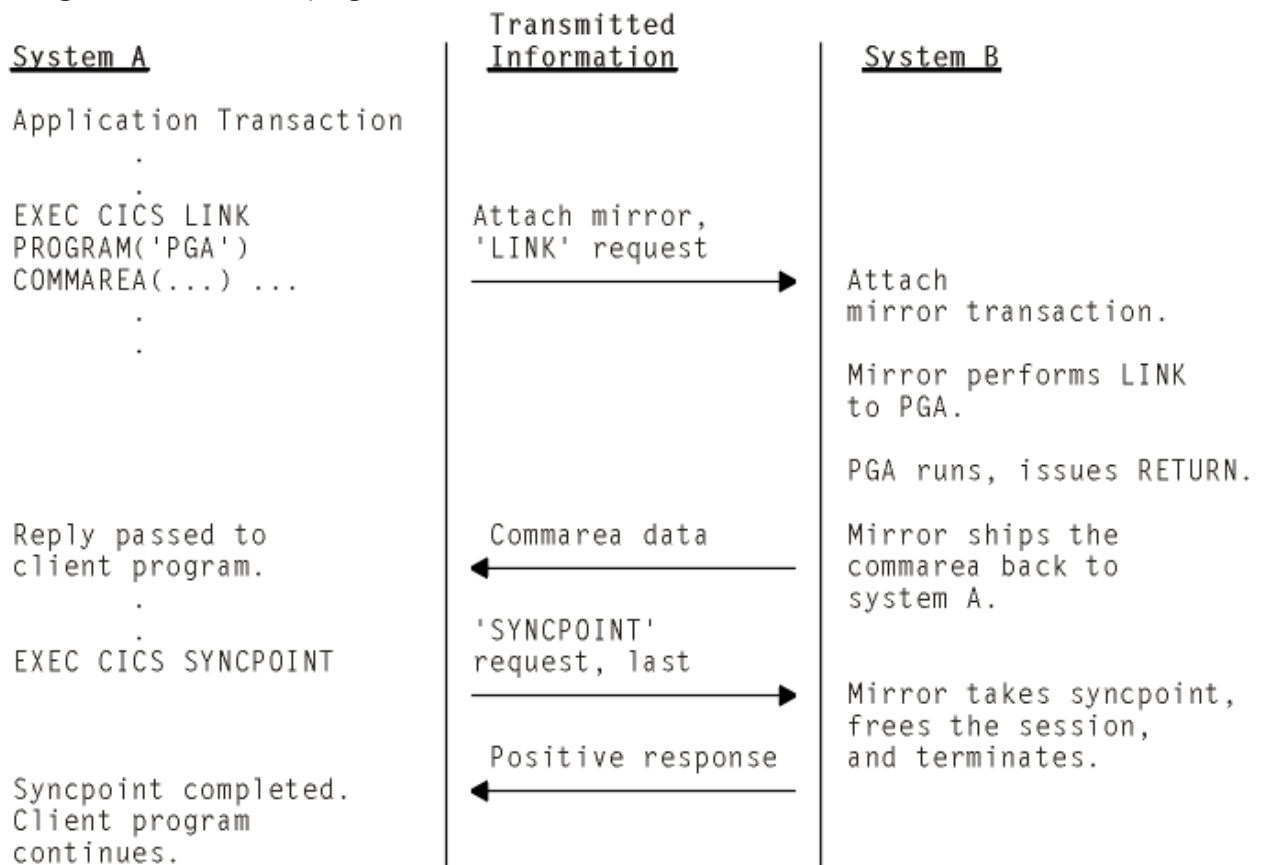 Transmitted
System A Information System B
Application Transaction
.
.
EXEC CICS LINK Attach mirror,
PROGRAM('PGA') 'LINK' request
COMMAREA(...) ... Attach
. mirror transaction.
.
Mirror performs LINK
to PGA.
PGA runs, issues RETURN.
Reply passed to Commarea data Mirror ships the
client program. commarea back to
. system A.
. 'SYNCPOINT'
EXEC CICS SYNCPOINT request, last
Mirror takes syncpoint,
frees the session,
Positive response and terminates.
Syncpoint completed.
Client program
continues.